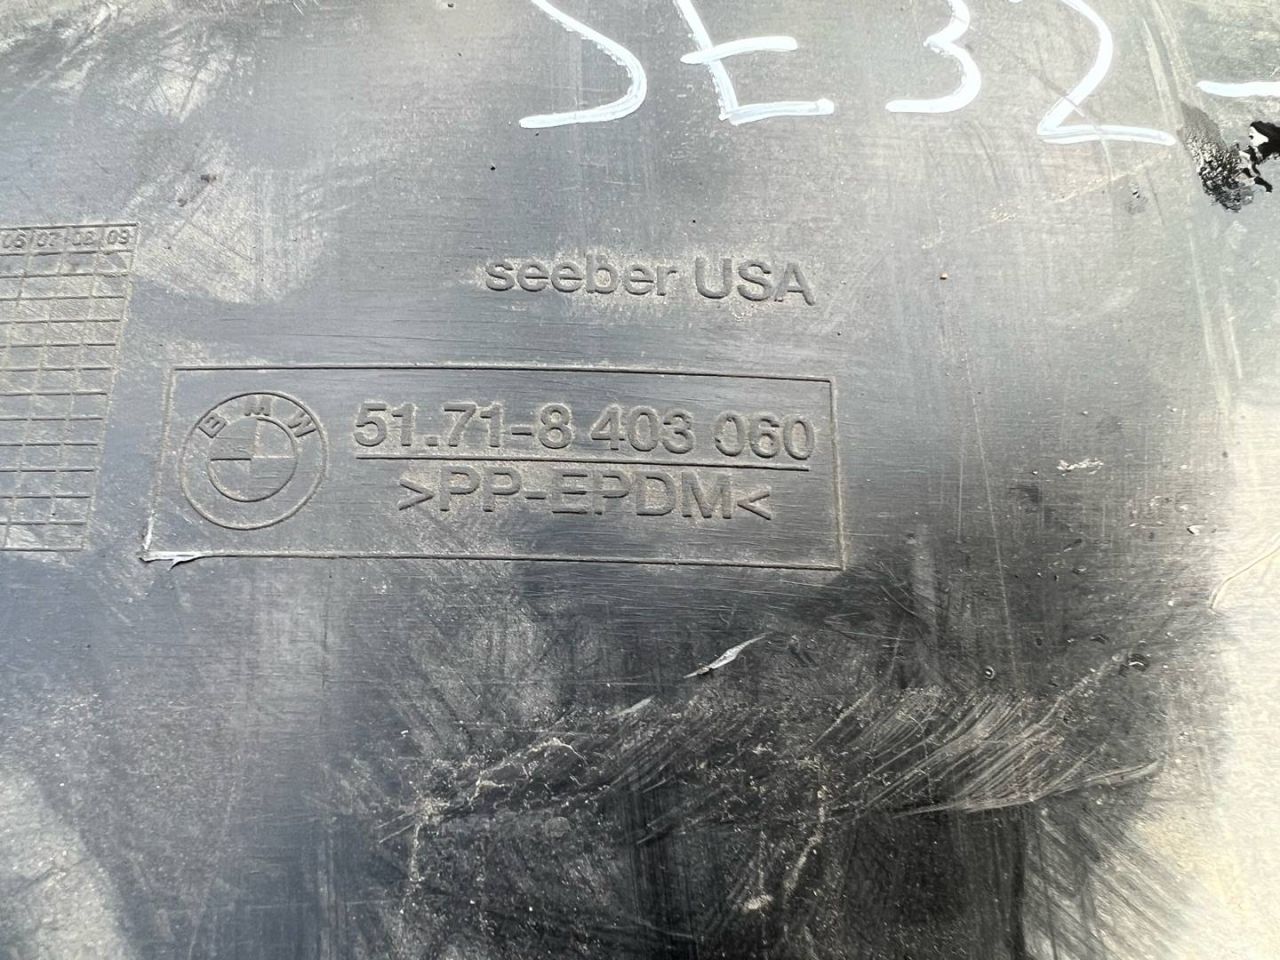 SE32-
06 07 08 09
seeber USA
BMW
51.71-8 403 060
>PP-EPDM<